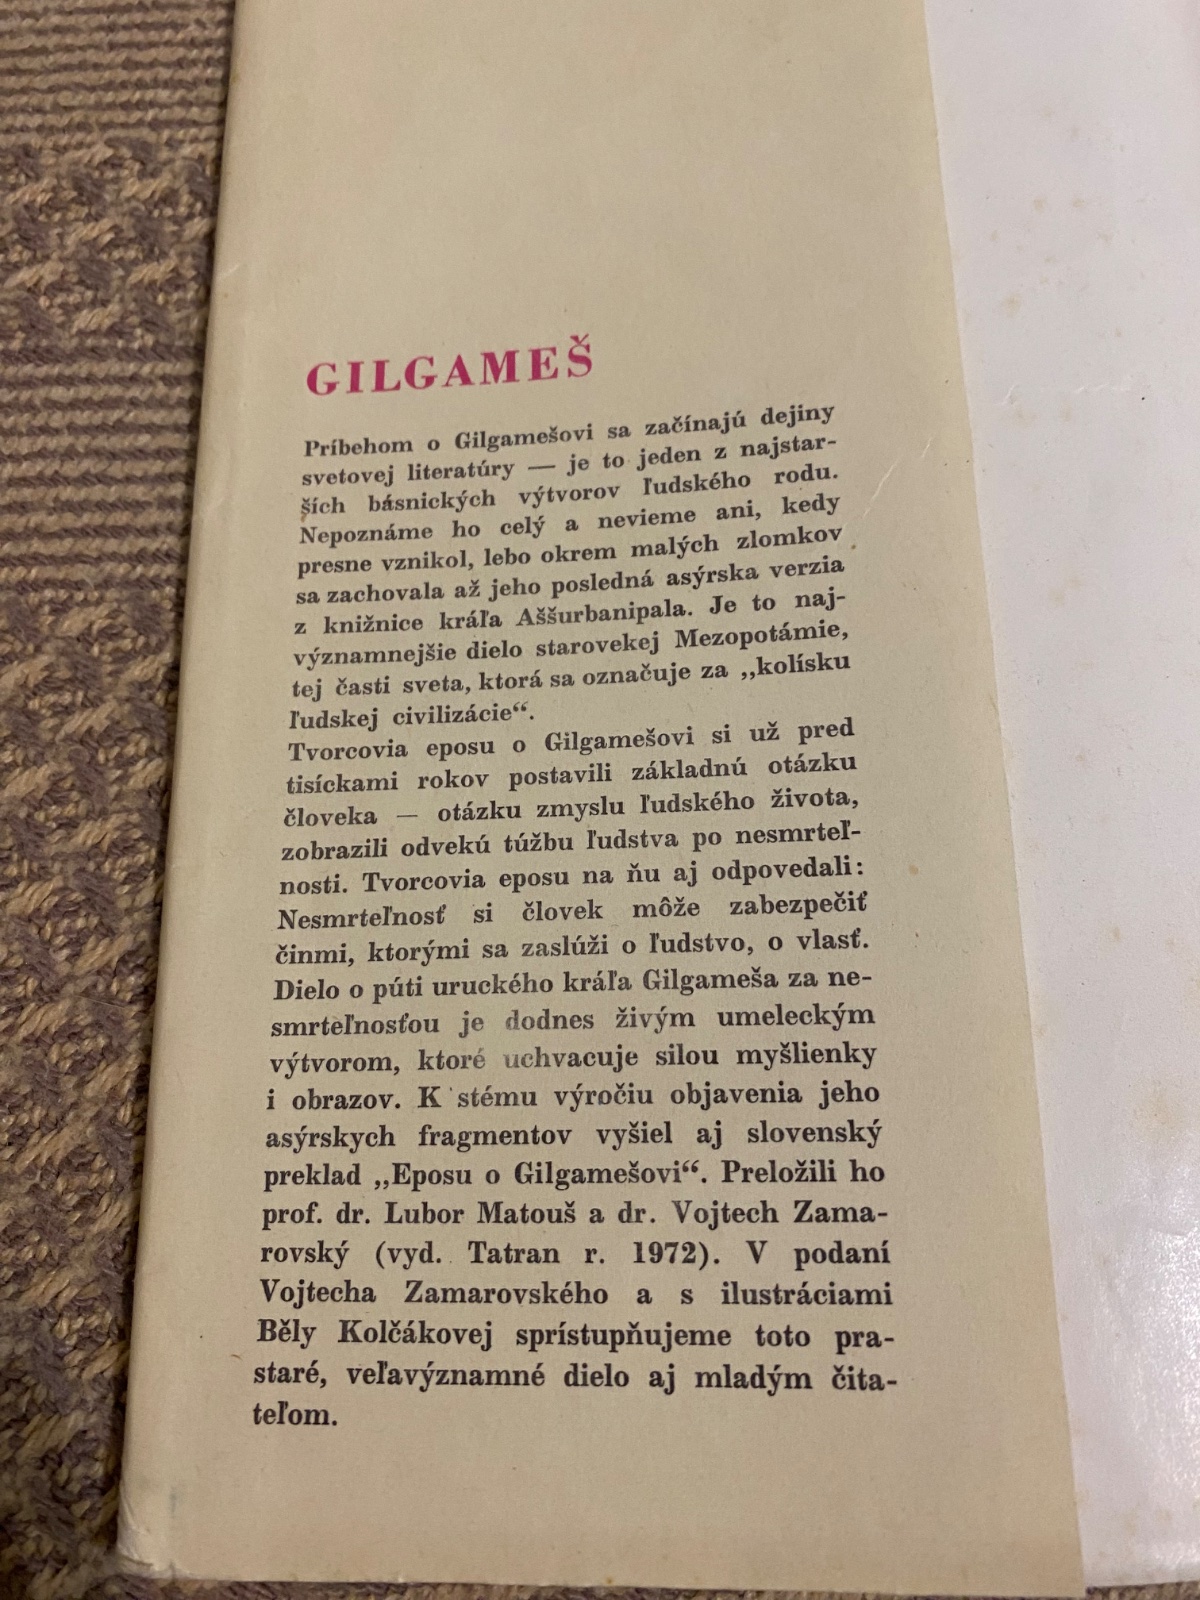 GILGAMEŠ
Príbehom o Gilgamešovi sa začínajú dejiny
svetovej literatúry — je to jeden z najstar-
ších básnických výtvorov ľudského rodu.
Nepoznáme ho celý a nevieme ani, kedy
presne vznikol, lebo okrem malých zlomkov
sa zachovala až jeho posledná asýrska verzia
z knižnice kráľa Aššurbanipala. Je to naj-
významnejšie dielo starovekej Mezopotámie,
tej časti sveta, ktorá sa označuje za „kolísku
ľudskej civilizácie“.
Tvorcovia eposu o Gilgamešovi si už pred
tisíckami rokov postavili základnú otázku
človeka — otázku zmyslu ľudského života,
zobrazili odvekú túžbu ľudstva po nesmrteľ-
nosti. Tvorcovia eposu na ňu aj odpovedali:
Nesmrteľnosť si človek môže zabezpečiť
činmi, ktorými sa zaslúži o ľudstvo, o vlasť.
Dielo o púti uruckého kráľa Gilgameša za ne-
smrteľnosťou je dodnes živým umeleckým
výtvorom, ktoré uchvacuje silou myšlienky
i obrazov. K stému výročiu objavenia jeho
asýrskych fragmentov vyšiel aj slovenský
preklad „Eposu o Gilgamešovi“. Preložili ho
prof. dr. Lubor Matouš a dr. Vojtech Zama-
rovský (vyd. Tatran r. 1972). V podaní
Vojtecha Zamarovského a s ilustráciami
Běly Kolčákovej sprístupňujeme toto pra-
staré, veľavýznamné dielo aj mladým čita-
teľom.